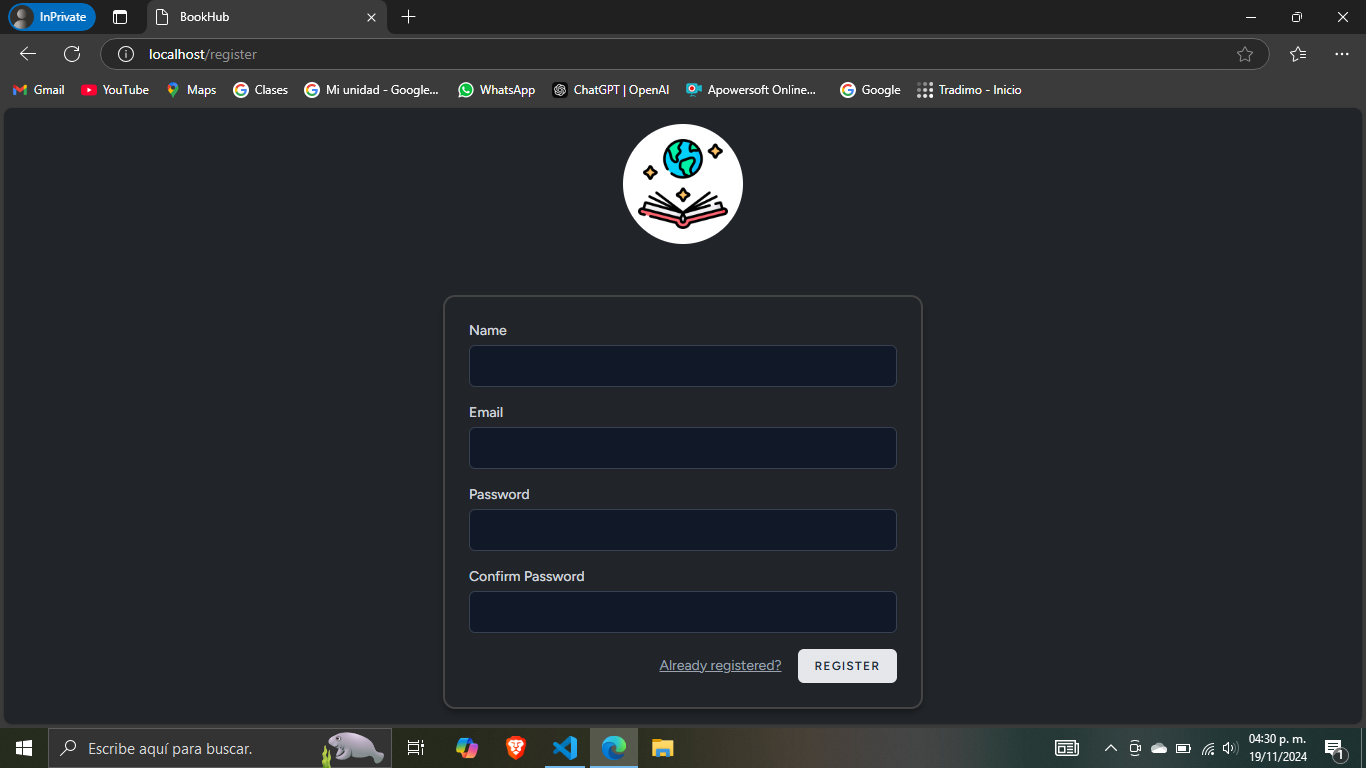 InPrivate
BookHub
localhost/register
Gmail
YouTube
Maps
Clases
Mi unidad - Google...
WhatsApp
ChatGPT | OpenAI
Apowersoft Online...
Google
Tradimo - Inicio
Name
Email
Password
Confirm Password
Already registered?
REGISTER
Escribe aquí para buscar.
04:30 p. m.
19/11/2024
1